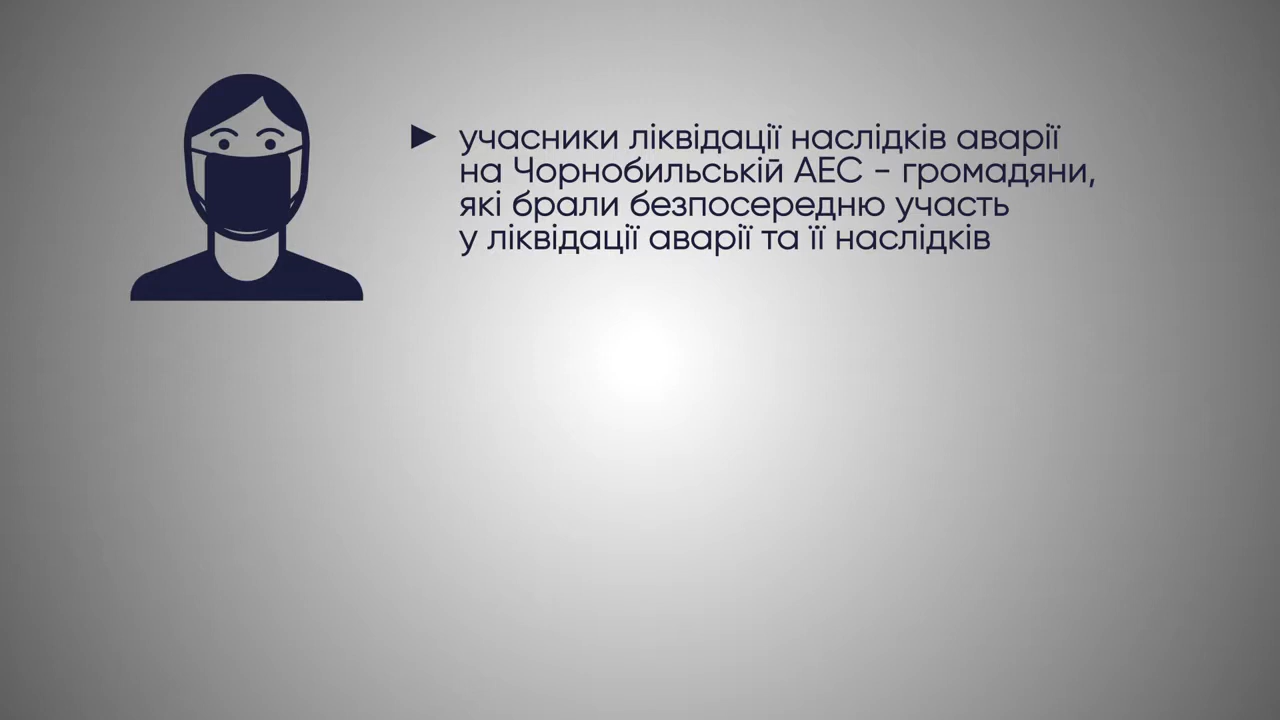 учасники ліквідації наслідків аварії
на Чорнобильській АЕС - громадяни,
які брали безпосередню участь
у ліквідації аварії та її наслідків